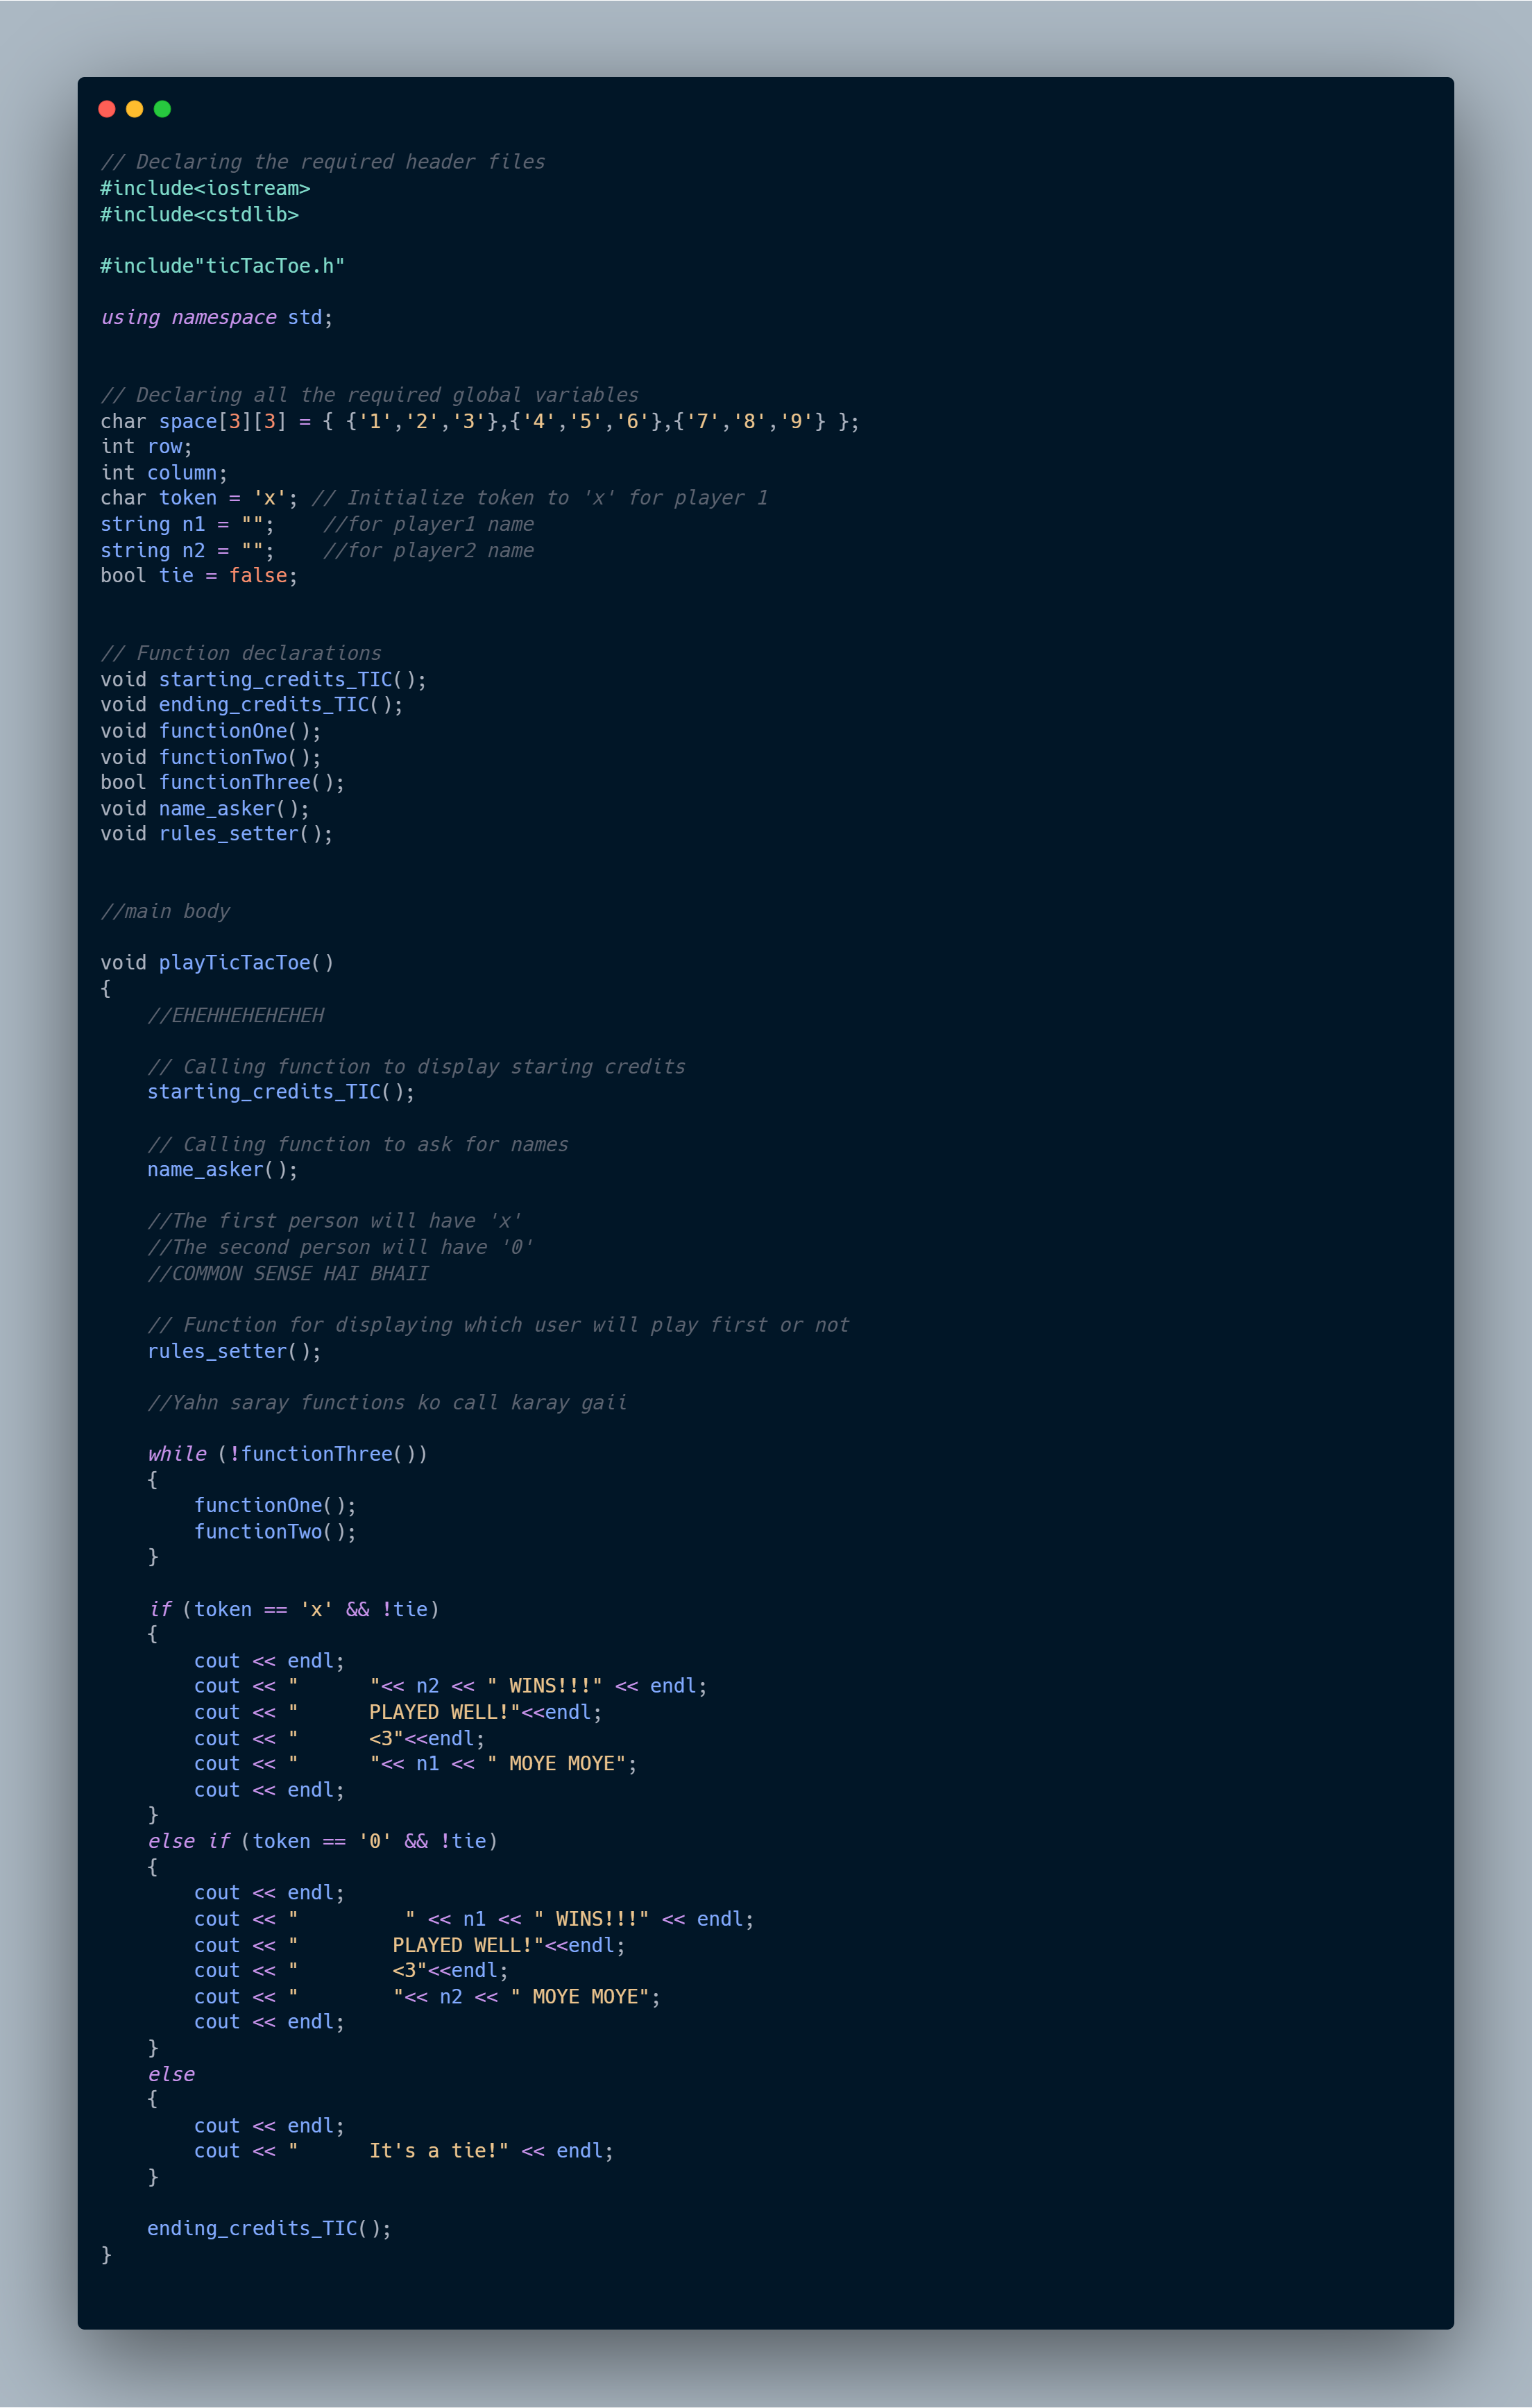 // Declaring the required header files
#include<iostream>
#include<cstdlib>
#include"ticTacToe.h"
using namespace std;
// Declaring all the required global variables
char space[3][3] = { {'1','2','3'},{'4','5','6'},{'7','8','9'} };
int row;
int column;
char token = 'x'; // Initialize token to 'x' for player 1
string n1 = "";    //for player1 name
string n2 = "";    //for player2 name
bool tie = false;
// Function declarations
void starting_credits_TIC();
void ending_credits_TIC();
void functionOne();
void functionTwo();
bool functionThree();
void name_asker();
void rules_setter();
//main body
void playTicTacToe()
{
    //EHEHHEHEHEHEH
    // Calling function to display staring credits
    starting_credits_TIC();
    // Calling function to ask for names
    name_asker();
    //The first person will have 'x'
    //The second person will have '0'
    //COMMON SENSE HAI BHAII
    // Function for displaying which user will play first or not
    rules_setter();
    //Yahn saray functions ko call karay gaii
    while (!functionThree())
    {
        functionOne();
        functionTwo();
    }
    if (token == 'x' && !tie)
    {
        cout << endl;
        cout << "      "<< n2 << " WINS!!!" << endl;
        cout << "      PLAYED WELL!"<<endl;
        cout << "      <3"<<endl;
        cout << "      "<< n1 << " MOYE MOYE";
        cout << endl;
    }
    else if (token == '0' && !tie)
    {
        cout << endl;
        cout << "         " << n1 << " WINS!!!" << endl;
        cout << "        PLAYED WELL!"<<endl;
        cout << "        <3"<<endl;
        cout << "        "<< n2 << " MOYE MOYE";
        cout << endl;
    }
    else
    {
        cout << endl;
        cout << "      It's a tie!" << endl;
    }
    ending_credits_TIC();
}